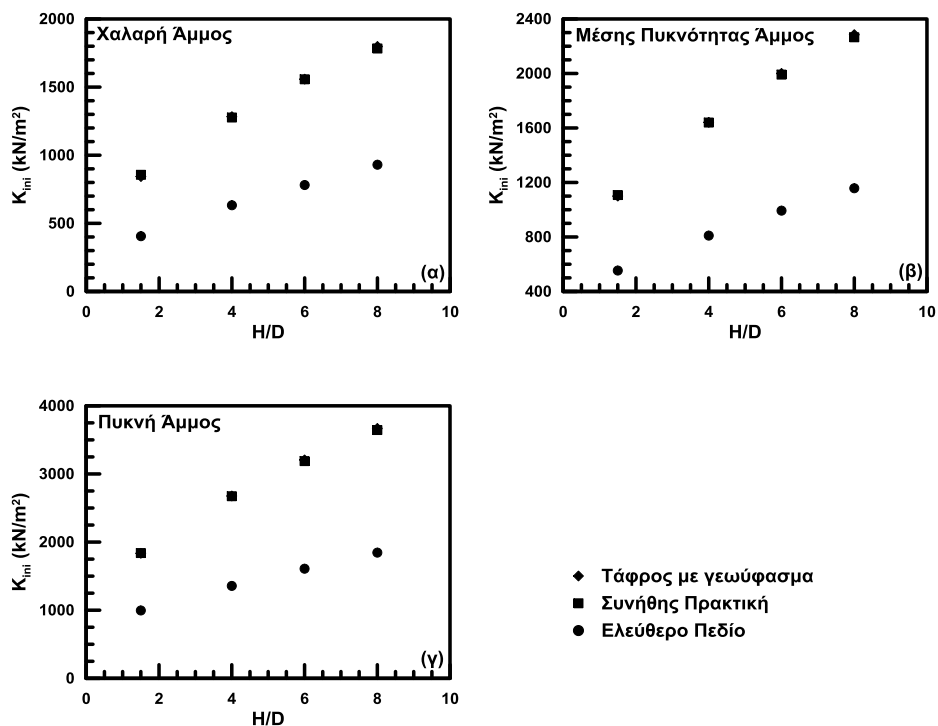 Χαλαρή Άμμος
2000
1500
1000
500
0
K_ini (kN/m²)
0 2 4 6 8 10
H/D
(α)
Μέσης Πυκνότητας Άμμος
2400
2000
1600
1200
800
400
K_ini (kN/m²)
0 2 4 6 8 10
H/D
(β)
Πυκνή Άμμος
4000
3000
2000
1000
0
K_ini (kN/m²)
0 2 4 6 8 10
H/D
(γ)
Τάφρος με γεωύφασμα
Συνήθης Πρακτική
Ελεύθερο Πεδίο